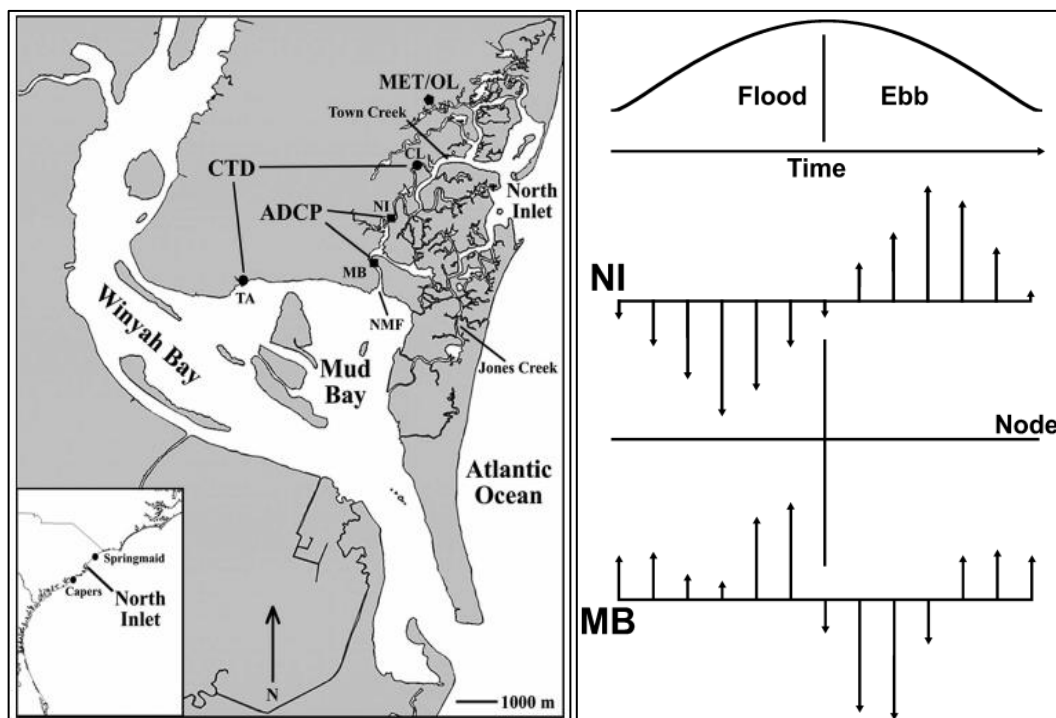 MET/OL
Town Creek
CL
CTD
North
Inlet
NI
ADCP
MB
TA
NMF
Winyah Bay
Mud
Bay
Jones Creek
Atlantic
Ocean
Springmaid
Capers
North
Inlet
N
1000 m
Flood
Ebb
Time
NI
Node
MB